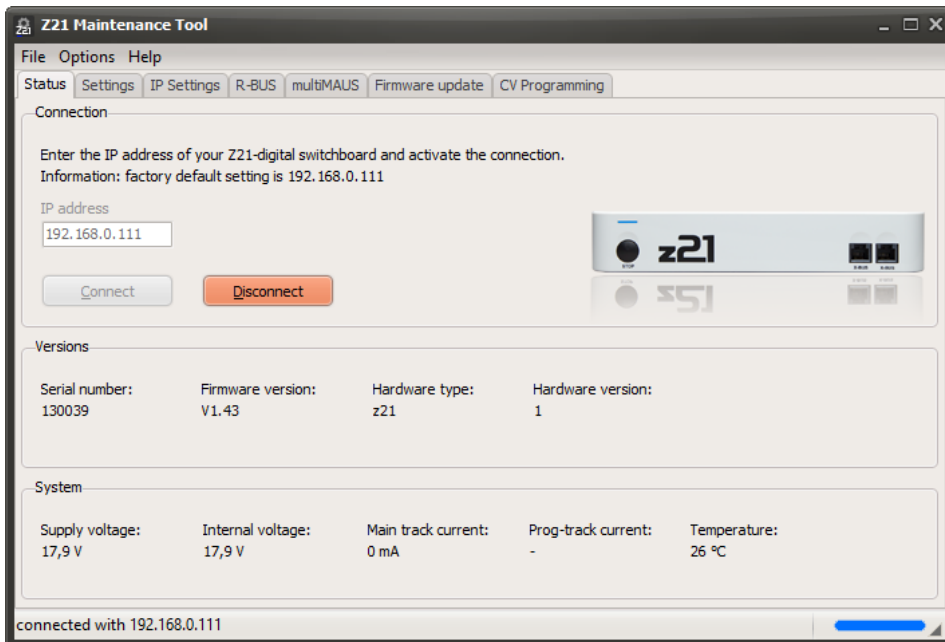 Z21 Maintenance Tool
File Options Help
Status Settings IP Settings R-BUS multiMAUS Firmware update CV Programming
Connection
Enter the IP address of your Z21-digital switchboard and activate the connection.
Information: factory default setting is 192.168.0.111
IP address
192.168.0.111
Connect Disconnect
STOP z21
Versions
Serial number: Firmware version: Hardware type: Hardware version:
130039 V1.43 z21 1
System
Supply voltage: Internal voltage: Main track current: Prog-track current: Temperature:
17,9 V 17,9 V 0 mA - 26 °C
connected with 192.168.0.111